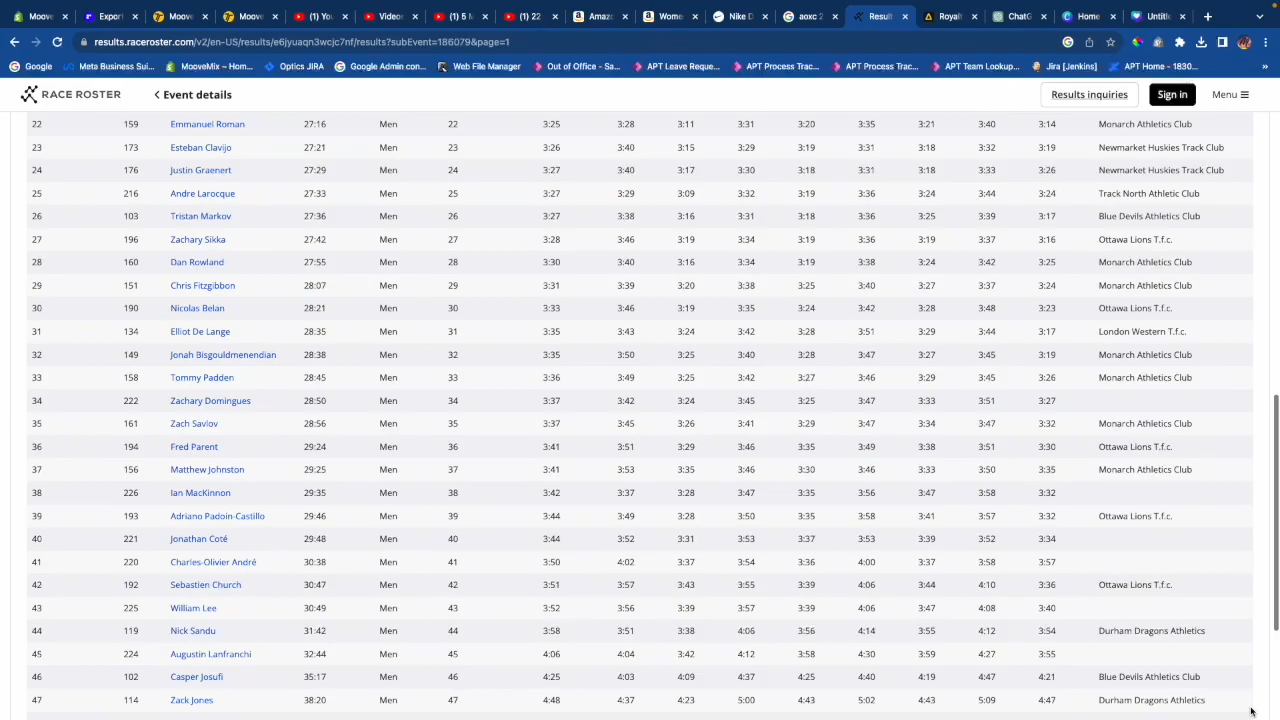 Moove Export Moove Moove (1) You Videos (1) 5 (1) 22 Amaz Wome Nike D aoxc 2 Result Royalt ChatG Home Untitle
results.raceroster.com/v2/en-US/results/e6jyuaqn3wcjc7nf/results?subEvent=186079&page=1
Google Meta Business Sui... MooveMix – Hom... Optics JIRA Google Admin con... Web File Manager Out of Office - Sa... APT Leave Reque... APT Process Trac... APT Process Trac... APT Team Lookup... Jira [Jenkins] APT Home - 1830... »
RACE ROSTER Event details Results inquiries Sign in Menu
22 159 Emmanuel Roman 27:16 Men 22 3:25 3:28 3:11 3:31 3:20 3:35 3:21 3:40 3:14 Monarch Athletics Club
23 173 Esteban Clavijo 27:21 Men 23 3:26 3:40 3:15 3:29 3:19 3:31 3:18 3:32 3:19 Newmarket Huskies Track Club
24 176 Justin Graenert 27:29 Men 24 3:27 3:40 3:17 3:30 3:18 3:31 3:18 3:33 3:26 Newmarket Huskies Track Club
25 216 Andre Larocque 27:33 Men 25 3:27 3:29 3:09 3:32 3:19 3:36 3:24 3:44 3:24 Track North Athletic Club
26 103 Tristan Markov 27:36 Men 26 3:27 3:38 3:16 3:31 3:18 3:36 3:25 3:39 3:17 Blue Devils Athletics Club
27 196 Zachary Sikka 27:42 Men 27 3:28 3:46 3:19 3:34 3:19 3:36 3:19 3:37 3:16 Ottawa Lions T.f.c.
28 160 Dan Rowland 27:55 Men 28 3:30 3:40 3:16 3:34 3:19 3:38 3:24 3:42 3:25 Monarch Athletics Club
29 151 Chris Fitzgibbon 28:07 Men 29 3:31 3:39 3:20 3:38 3:25 3:40 3:27 3:37 3:24 Monarch Athletics Club
30 190 Nicolas Belan 28:21 Men 30 3:33 3:46 3:19 3:35 3:24 3:42 3:28 3:48 3:23 Ottawa Lions T.f.c.
31 134 Elliot De Lange 28:35 Men 31 3:35 3:43 3:24 3:42 3:28 3:51 3:29 3:44 3:17 London Western T.f.c.
32 149 Jonah Bisgouldmenendian 28:38 Men 32 3:35 3:50 3:25 3:40 3:28 3:47 3:27 3:45 3:19 Monarch Athletics Club
33 158 Tommy Padden 28:45 Men 33 3:36 3:49 3:25 3:42 3:27 3:46 3:29 3:45 3:26 Monarch Athletics Club
34 222 Zachary Domingues 28:50 Men 34 3:37 3:42 3:24 3:45 3:25 3:47 3:33 3:51 3:27
35 161 Zach Savlov 28:56 Men 35 3:37 3:45 3:26 3:41 3:29 3:47 3:34 3:47 3:32 Monarch Athletics Club
36 194 Fred Parent 29:24 Men 36 3:41 3:51 3:29 3:46 3:35 3:49 3:38 3:51 3:30 Ottawa Lions T.f.c.
37 156 Matthew Johnston 29:25 Men 37 3:41 3:53 3:35 3:46 3:30 3:46 3:33 3:50 3:35 Monarch Athletics Club
38 226 Ian MacKinnon 29:35 Men 38 3:42 3:37 3:28 3:47 3:35 3:56 3:47 3:58 3:32
39 193 Adriano Padoin-Castillo 29:46 Men 39 3:44 3:49 3:28 3:50 3:35 3:58 3:41 3:57 3:32 Ottawa Lions T.f.c.
40 221 Jonathan Coté 29:48 Men 40 3:44 3:52 3:31 3:53 3:37 3:53 3:39 3:52 3:34
41 220 Charles-Olivier André 30:38 Men 41 3:50 4:02 3:37 3:54 3:36 4:00 3:37 3:58 3:57
42 192 Sebastien Church 30:47 Men 42 3:51 3:57 3:43 3:55 3:39 4:06 3:44 4:10 3:36 Ottawa Lions T.f.c.
43 225 William Lee 30:49 Men 43 3:52 3:56 3:39 3:57 3:39 4:06 3:47 4:08 3:40
44 119 Nick Sandu 31:42 Men 44 3:58 3:51 3:38 4:06 3:56 4:14 3:55 4:12 3:54 Durham Dragons Athletics
45 224 Augustin Lanfranchi 32:44 Men 45 4:06 4:04 3:42 4:12 3:58 4:30 3:59 4:27 3:55
46 102 Casper Josufi 35:17 Men 46 4:25 4:03 4:09 4:37 4:25 4:40 4:19 4:47 4:21 Blue Devils Athletics Club
47 114 Zack Jones 38:20 Men 47 4:48 4:37 4:23 5:00 4:43 5:02 4:43 5:09 4:47 Durham Dragons Athletics